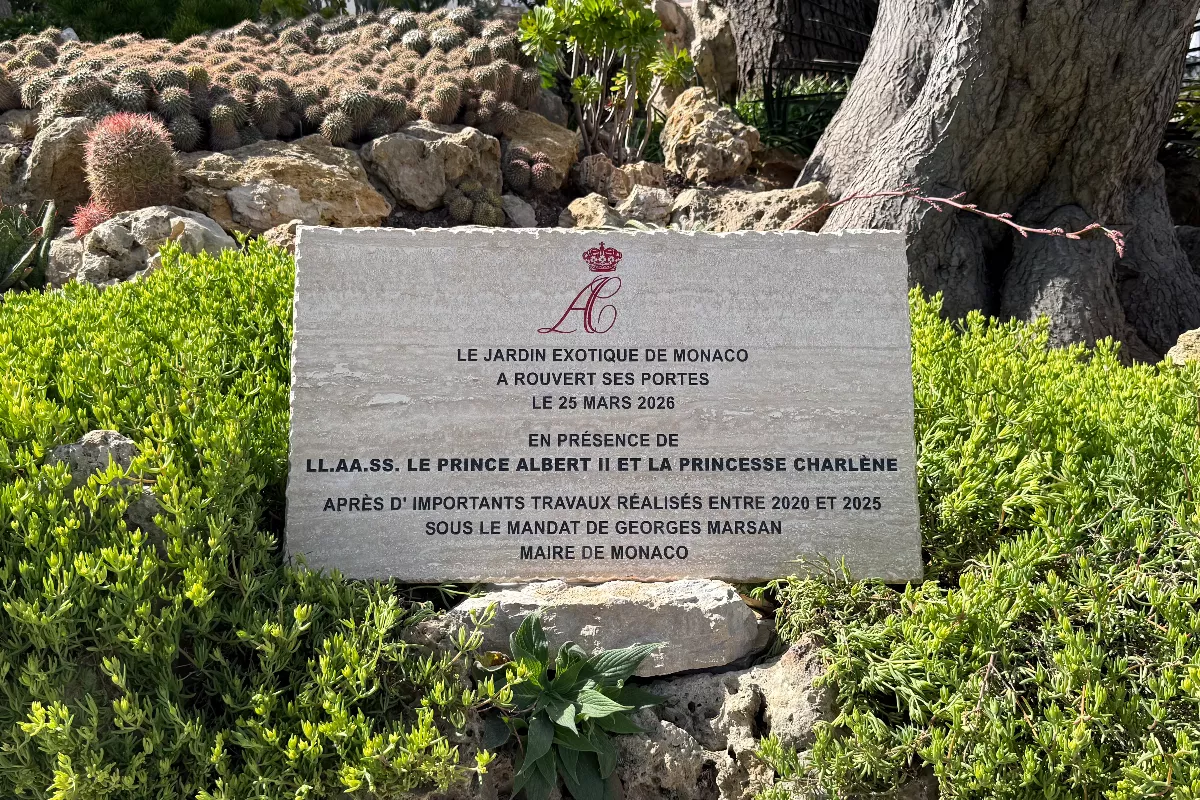 AC
LE JARDIN EXOTIQUE DE MONACO
A ROUVERT SES PORTES
LE 25 MARS 2026
EN PRÉSENCE DE
LL.AA.SS. LE PRINCE ALBERT II ET LA PRINCESSE CHARLÈNE
APRÈS D' IMPORTANTS TRAVAUX RÉALISÉS ENTRE 2020 ET 2025
SOUS LE MANDAT DE GEORGES MARSAN
MAIRE DE MONACO